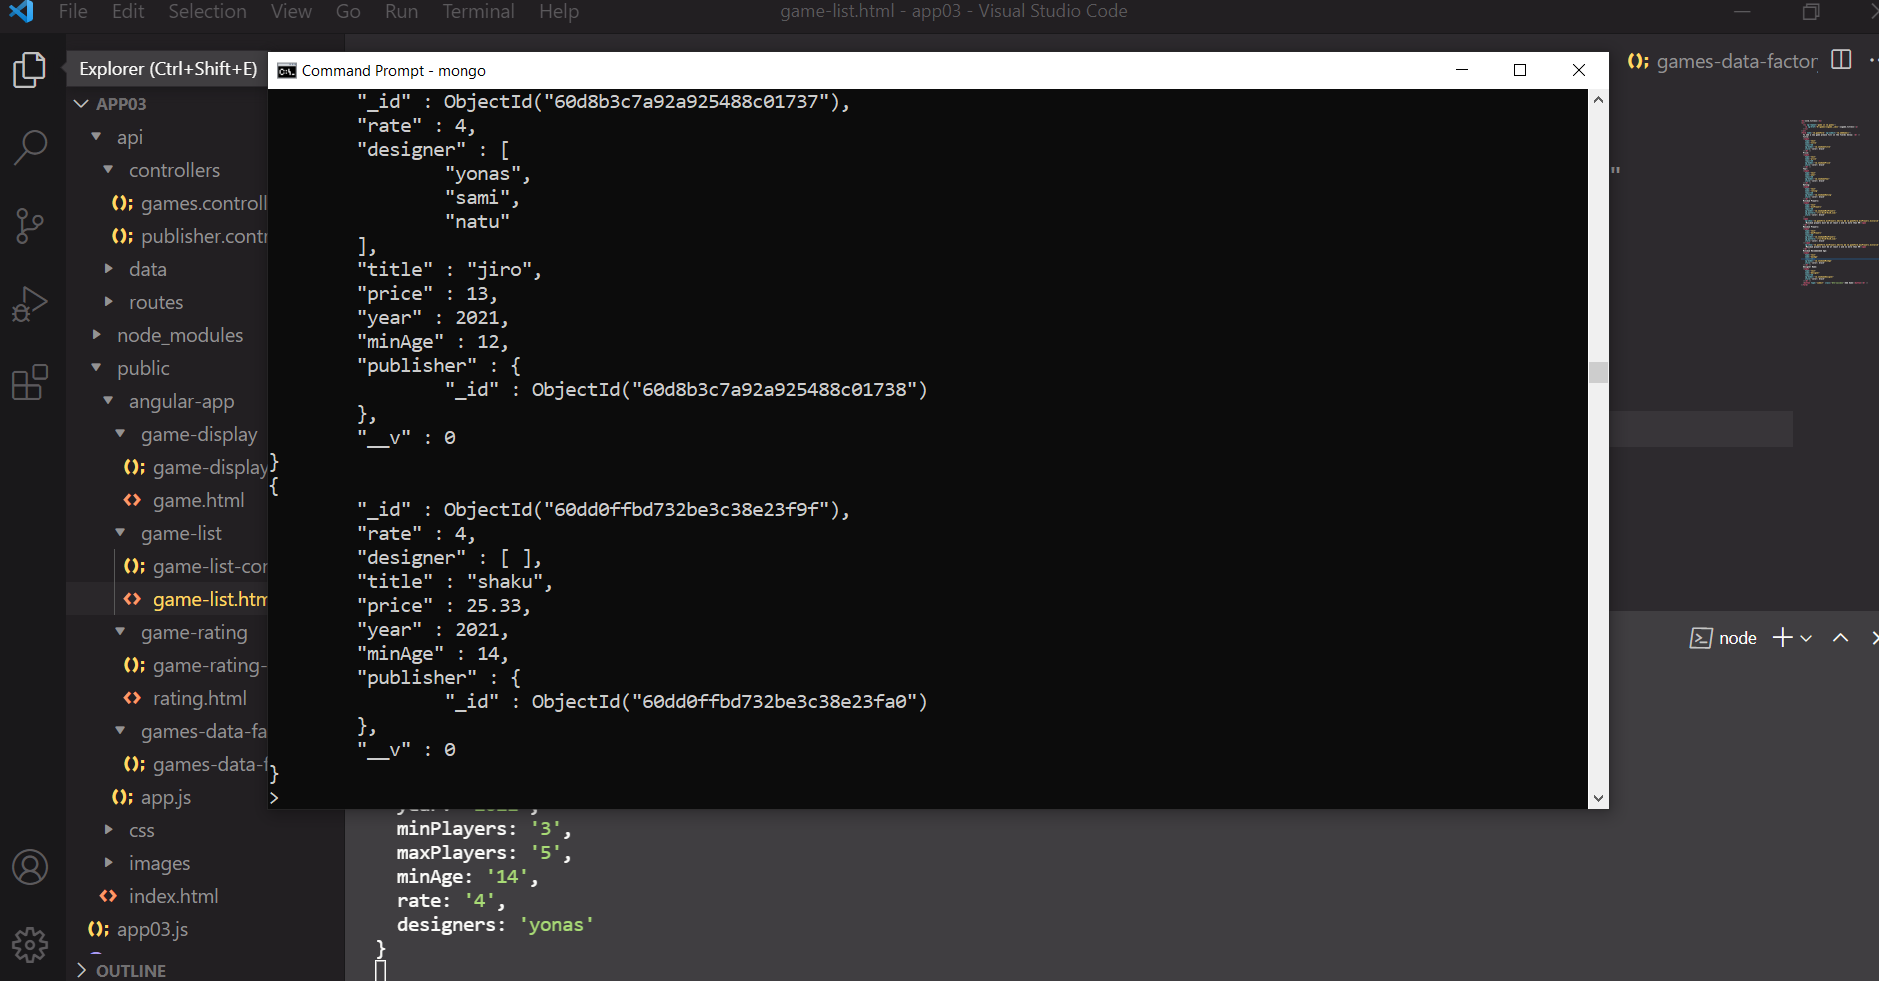 File Edit Selection View Go Run Terminal Help
game-list.html - app03 - Visual Studio Code
Explorer (Ctrl+Shift+E)
APP03
api
controllers
games.controll
publisher.contr
data
routes
node_modules
public
angular-app
game-display
game-display
game.html
game-list
game-list-cor
game-list.htm
game-rating
game-rating-
rating.html
games-data-fa
games-data-f
app.js
css
images
index.html
app03.js
OUTLINE
Command Prompt - mongo
"_id" : ObjectId("60d8b3c7a92a925488c01737"),
"rate" : 4,
"designer" : [
"yonas",
"sami",
"natu"
],
"title" : "jiro",
"price" : 13,
"year" : 2021,
"minAge" : 12,
"publisher" : {
"_id" : ObjectId("60d8b3c7a92a925488c01738")
},
"__v" : 0
}
{
"_id" : ObjectId("60dd0ffbd732be3c38e23f9f"),
"rate" : 4,
"designer" : [ ],
"title" : "shaku",
"price" : 25.33,
"year" : 2021,
"minAge" : 14,
"publisher" : {
"_id" : ObjectId("60dd0ffbd732be3c38e23fa0")
},
"__v" : 0
}
>
games-data-factor
"
node
minPlayers: '3',
maxPlayers: '5',
minAge: '14',
rate: '4',
designers: 'yonas'
}